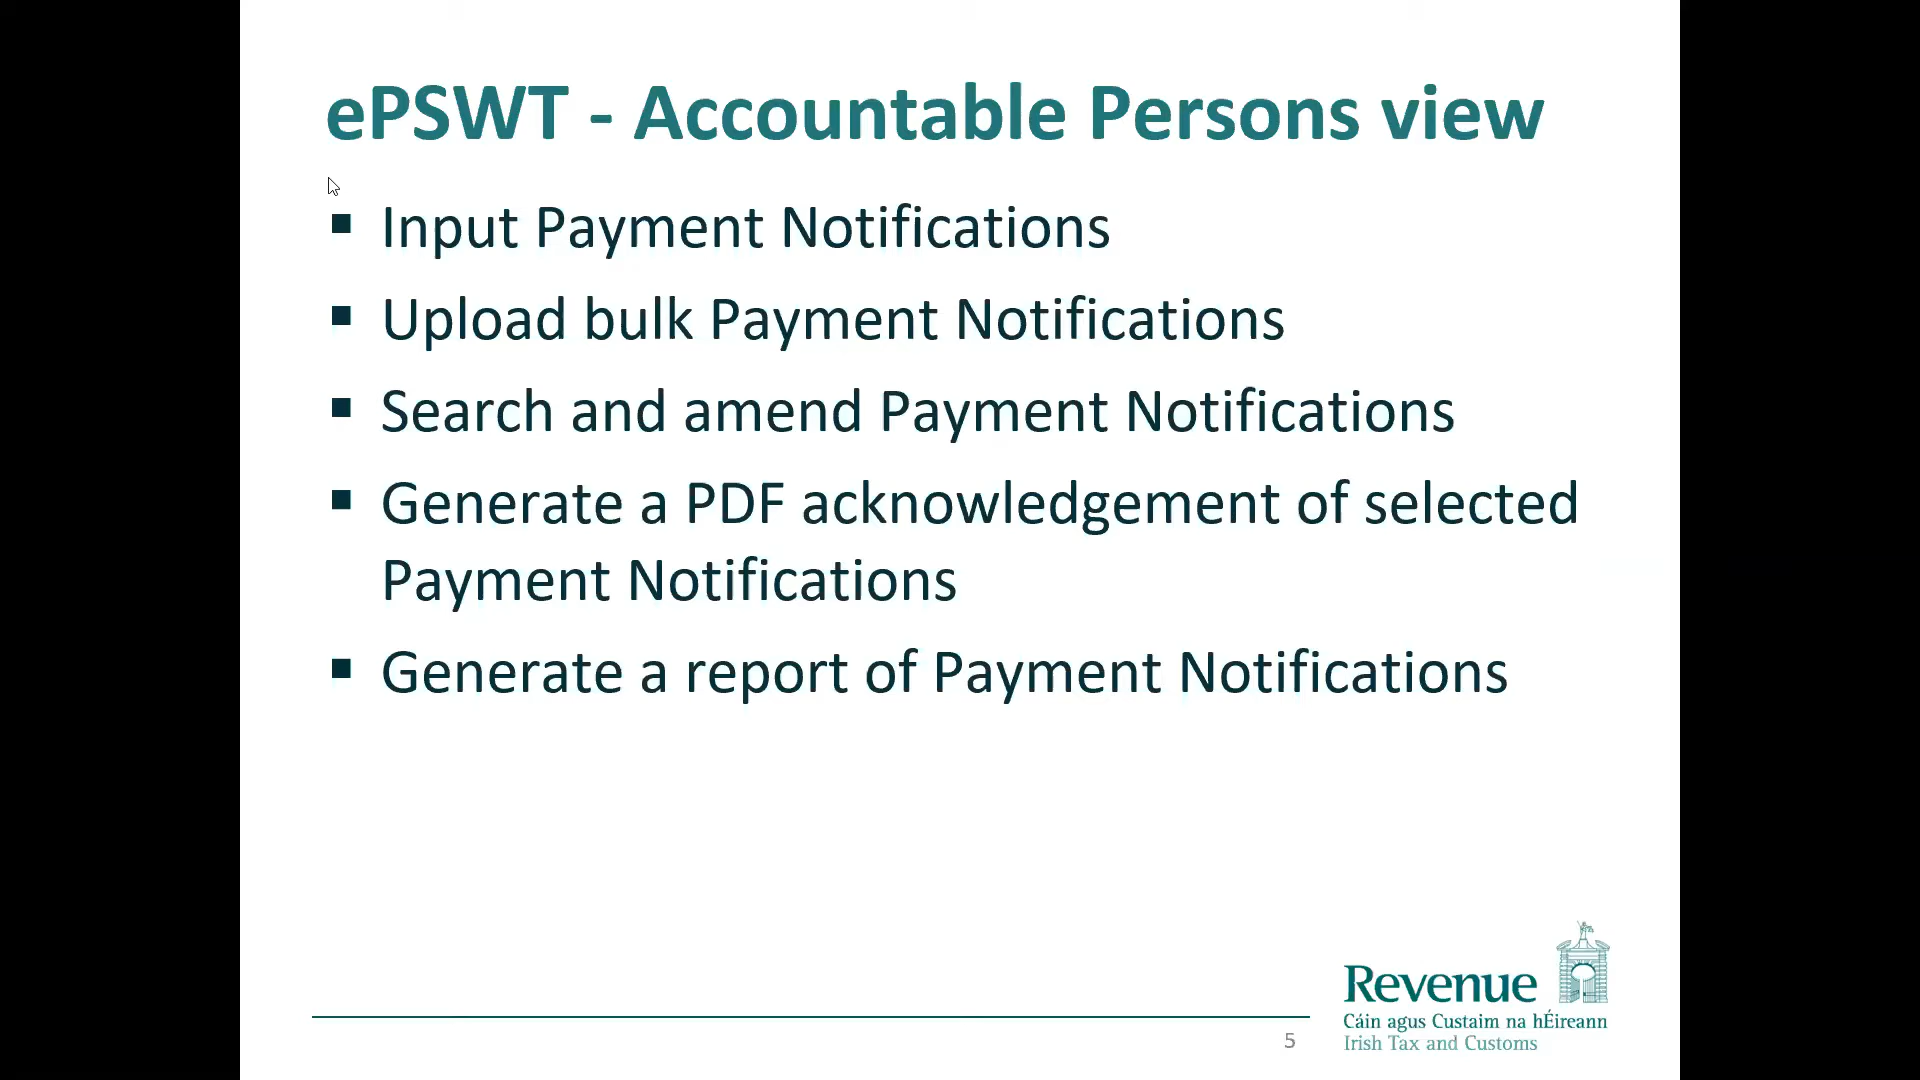 ePSWT - Accountable Persons view
▪ Input Payment Notifications
▪ Upload bulk Payment Notifications
▪ Search and amend Payment Notifications
▪ Generate a PDF acknowledgement of selected
Payment Notifications
▪ Generate a report of Payment Notifications
5
Revenue
Cáin agus Custaim na hÉireann
Irish Tax and Customs